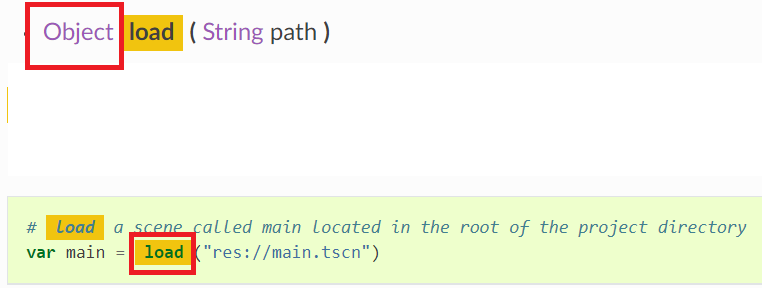 Object load ( String path )
# load a scene called main located in the root of the project directory
var main = load ("res://main.tscn")